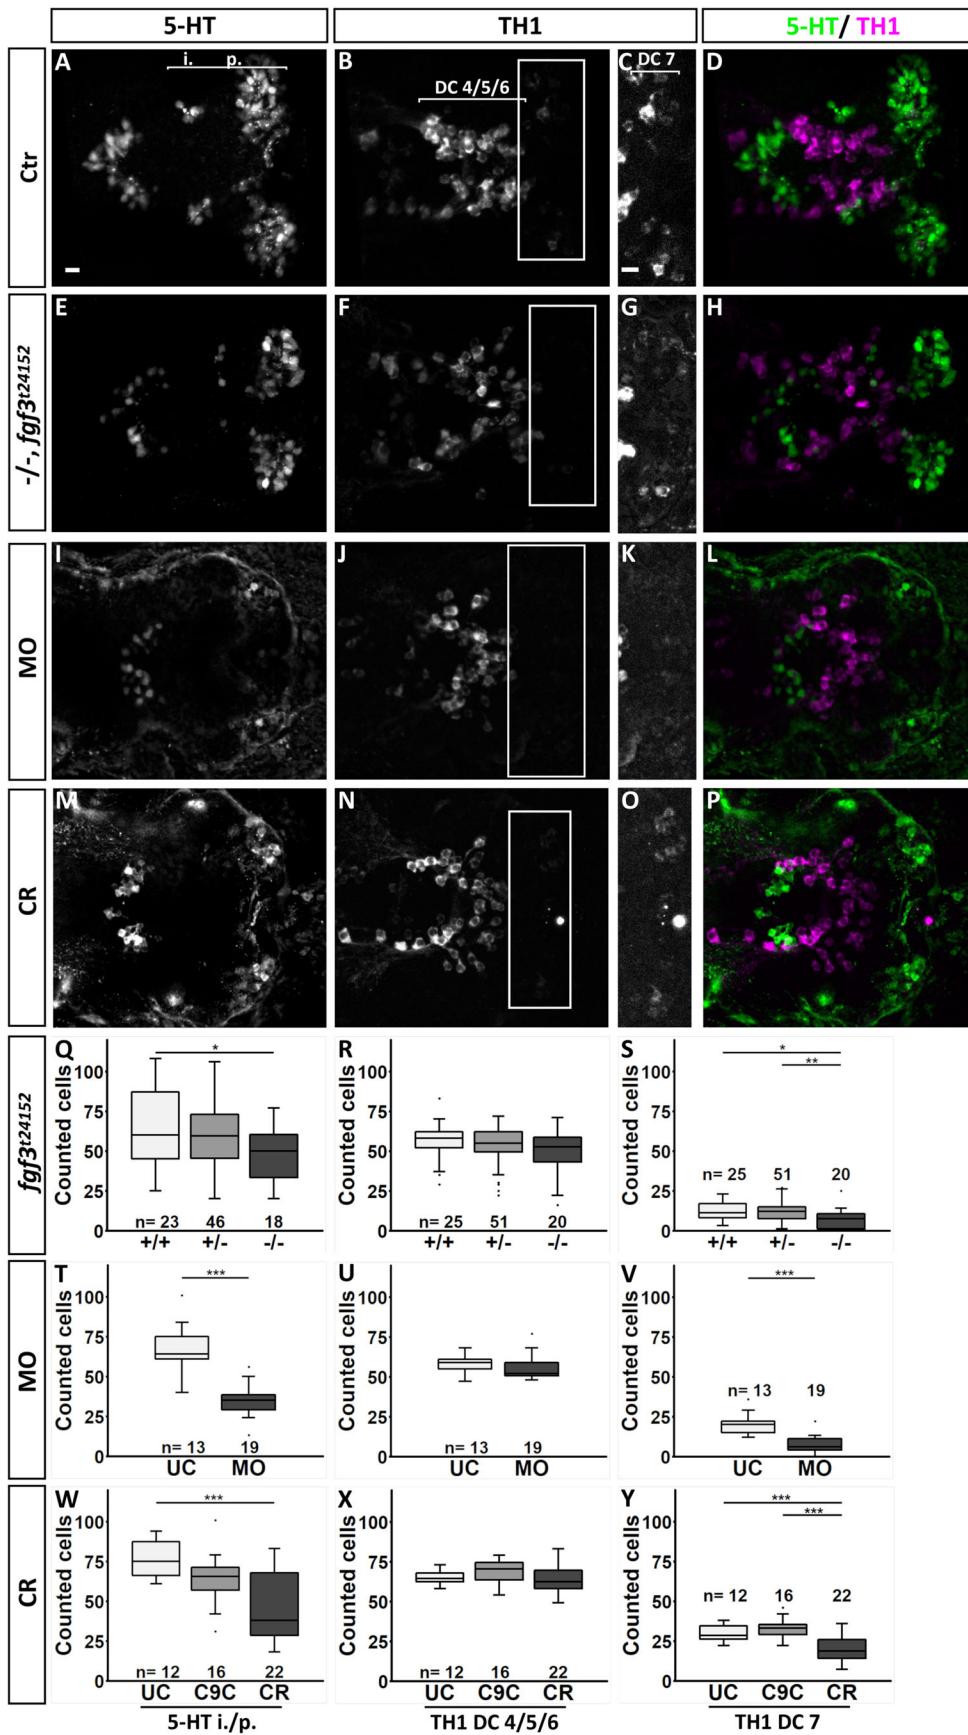 5-HT TH1 5-HT/ TH1
Ctr
A i. p. B DC 4/5/6 C DC 7 D
-/-, fgf3t24152
E F G H
MO
I J K L
CR
M N O P
fgf3t24152
Q * R S * **
Counted cells Counted cells Counted cells
100 100 100
75 75 75
50 50 50
25 25 25
0 0 0
n= 23 46 18 n= 25 51 20 n= 25 51 20
+/+ +/- -/- +/+ +/- -/- +/+ +/- -/-
MO
T *** U V ***
Counted cells Counted cells Counted cells
100 100 100
75 75 75
50 50 50
25 25 25
0 0 0
n= 13 19 n= 13 19 n= 13 19
UC MO UC MO UC MO
CR
W *** X Y *** ***
Counted cells Counted cells Counted cells
100 100 100
75 75 75
50 50 50
25 25 25
0 0 0
n= 12 16 22 n= 12 16 22 n= 12 16 22
UC C9C CR UC C9C CR UC C9C CR
5-HT i./p. TH1 DC 4/5/6 TH1 DC 7